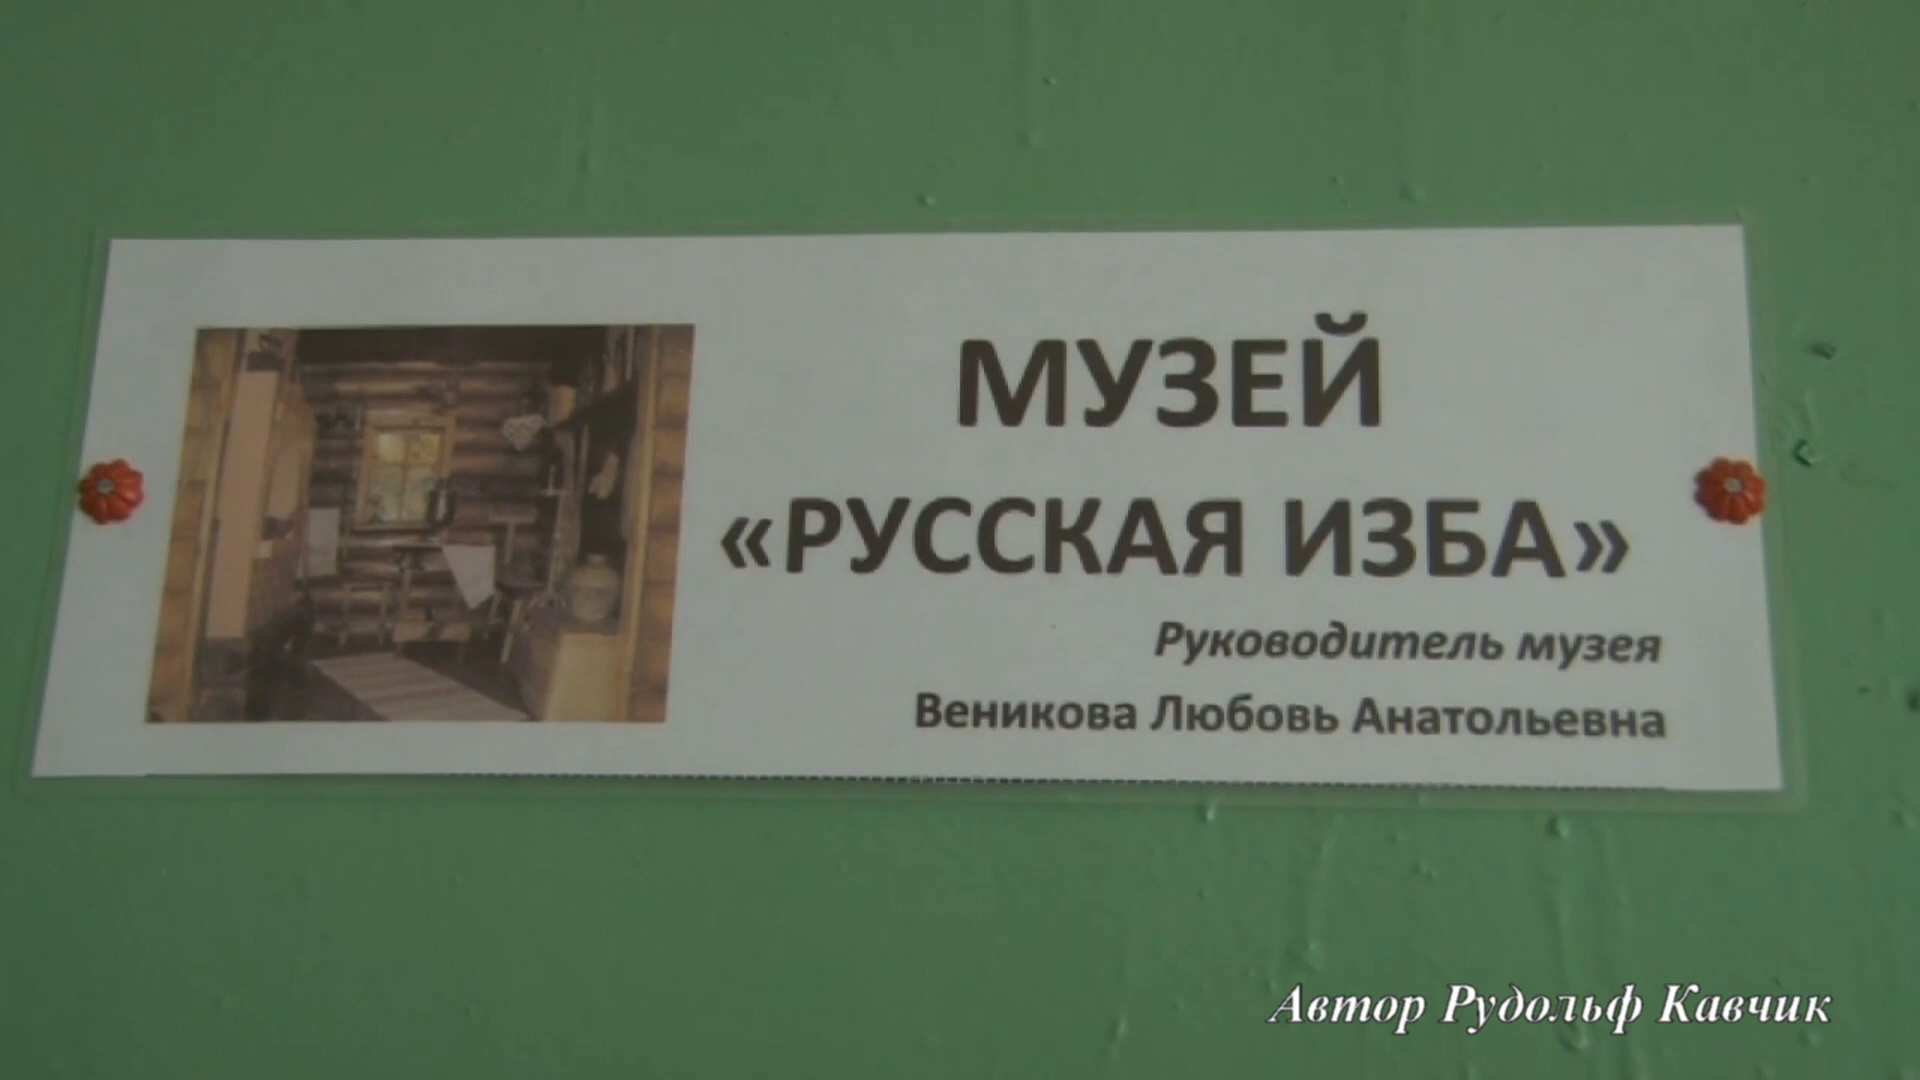 МУЗЕЙ
«РУССКАЯ ИЗБА»
Руководитель музея
Веникова Любовь Анатольевна
Автор Рудольф Кавчик